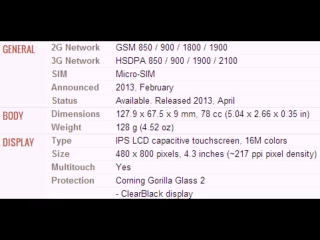 GENERAL 2G Network GSM 850 / 900 / 1800 / 1900
3G Network HSDPA 850 / 900 / 1900 / 2100
SIM Micro-SIM
Announced 2013, February
Status Available. Released 2013, April
BODY Dimensions 127.9 x 67.5 x 9 mm, 78 cc (5.04 x 2.66 x 0.35 in)
Weight 128 g (4.52 oz)
DISPLAY Type IPS LCD capacitive touchscreen, 16M colors
Size 480 x 800 pixels, 4.3 inches (~217 ppi pixel density)
Multitouch Yes
Protection Corning Gorilla Glass 2
- ClearBlack display